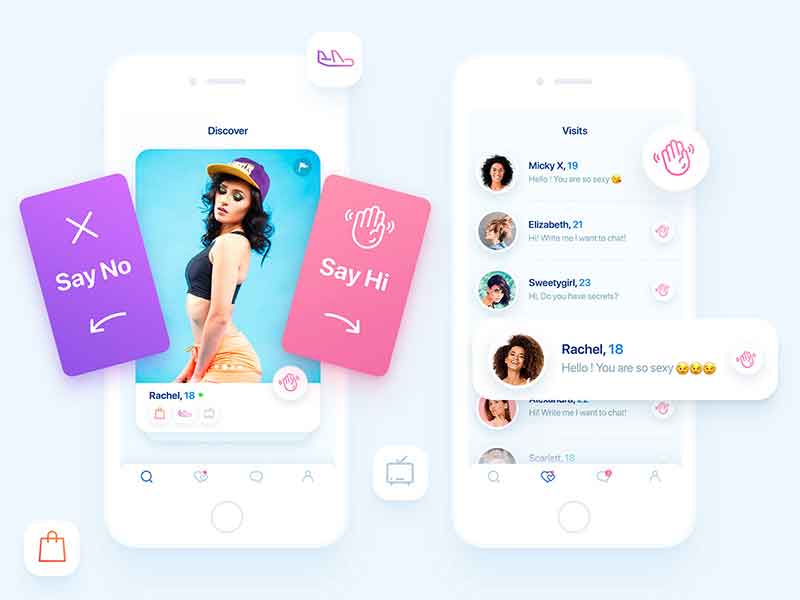 Discover
Say No
Say Hi
Rachel, 18
Visits
Micky X, 19
Hello ! You are so sexy 😘
Elizabeth, 21
Hi! Write me I want to chat!
Sweetygirl, 23
Hi, Do you have secrets?
Rachel, 18
Hello ! You are so sexy 😉😉😉
Alexandra, 22
Hi! Write me I want to chat!
Scarlett, 18